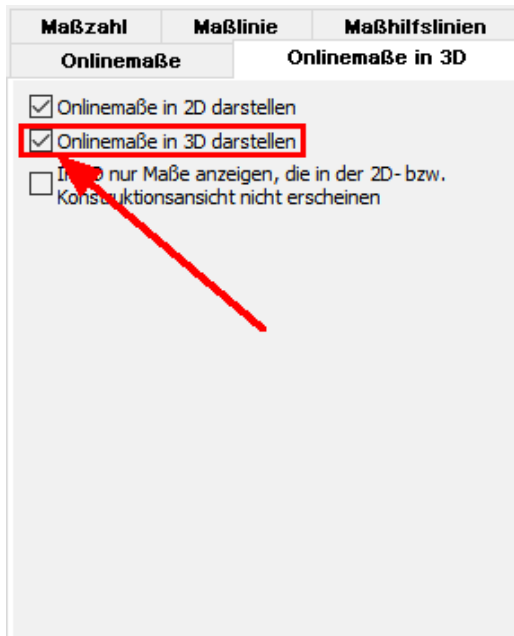 Maßzahl Maßlinie Maßhilfslinien
Onlinemaße Onlinemaße in 3D
Onlinemaße in 2D darstellen
Onlinemaße in 3D darstellen
nur Maße anzeigen, die in der 2D- bzw.
Konstruktionsansicht nicht erscheinen